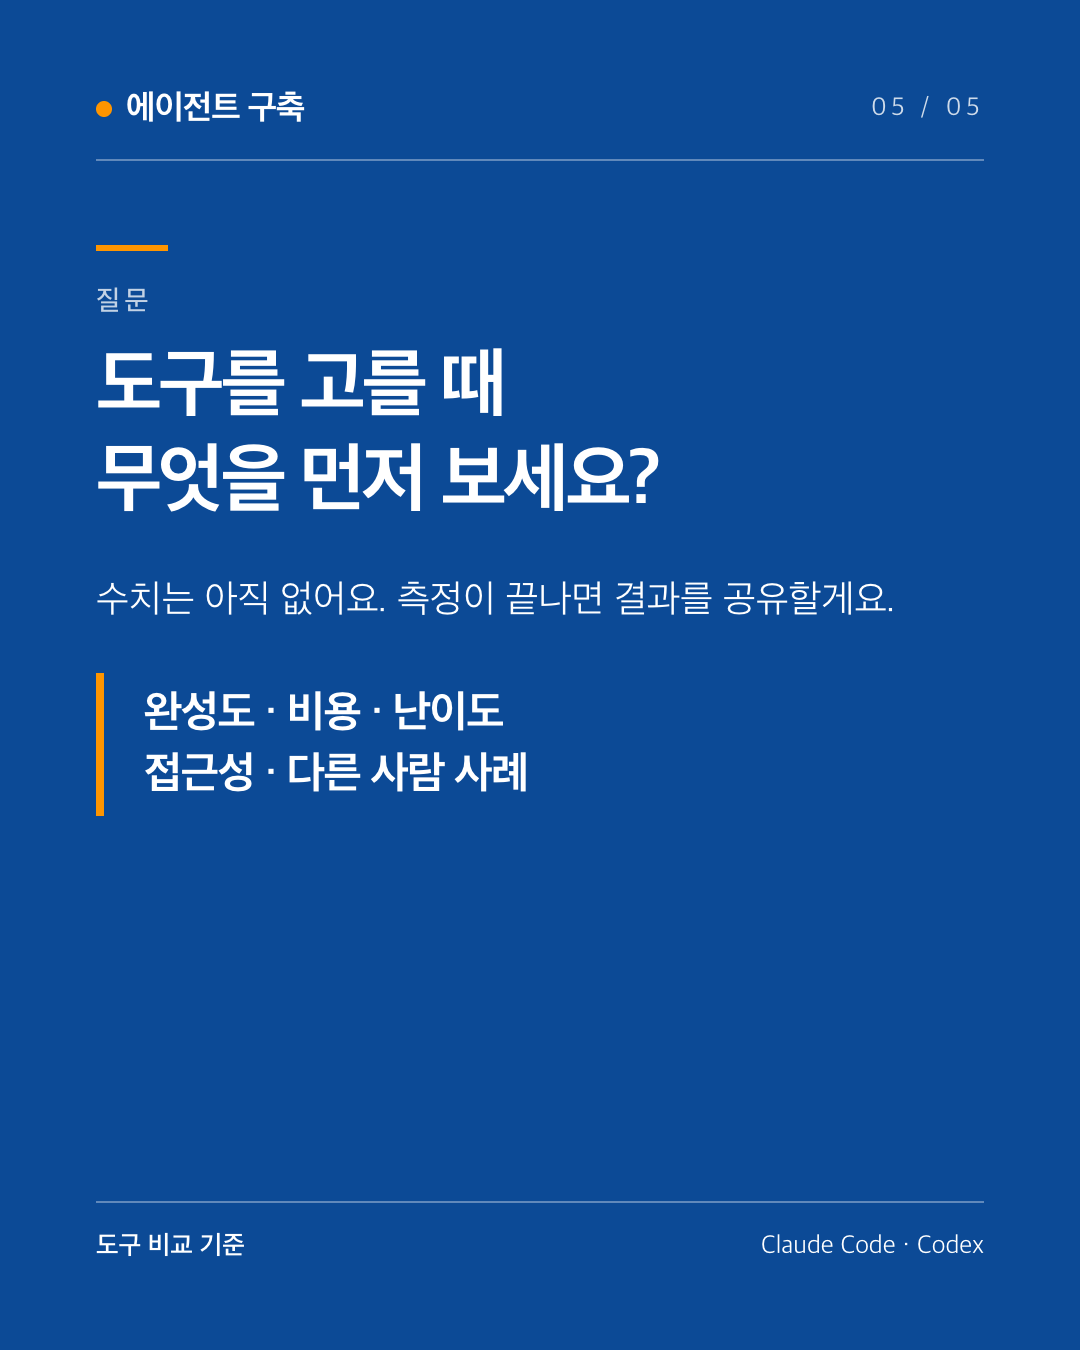 에이전트 구축
05 / 05
질문
도구를 고를 때
무엇을 먼저 보세요?
수치는 아직 없어요. 측정이 끝나면 결과를 공유할게요.
완성도 · 비용 · 난이도
접근성 · 다른 사람 사례
도구 비교 기준
Claude Code · Codex